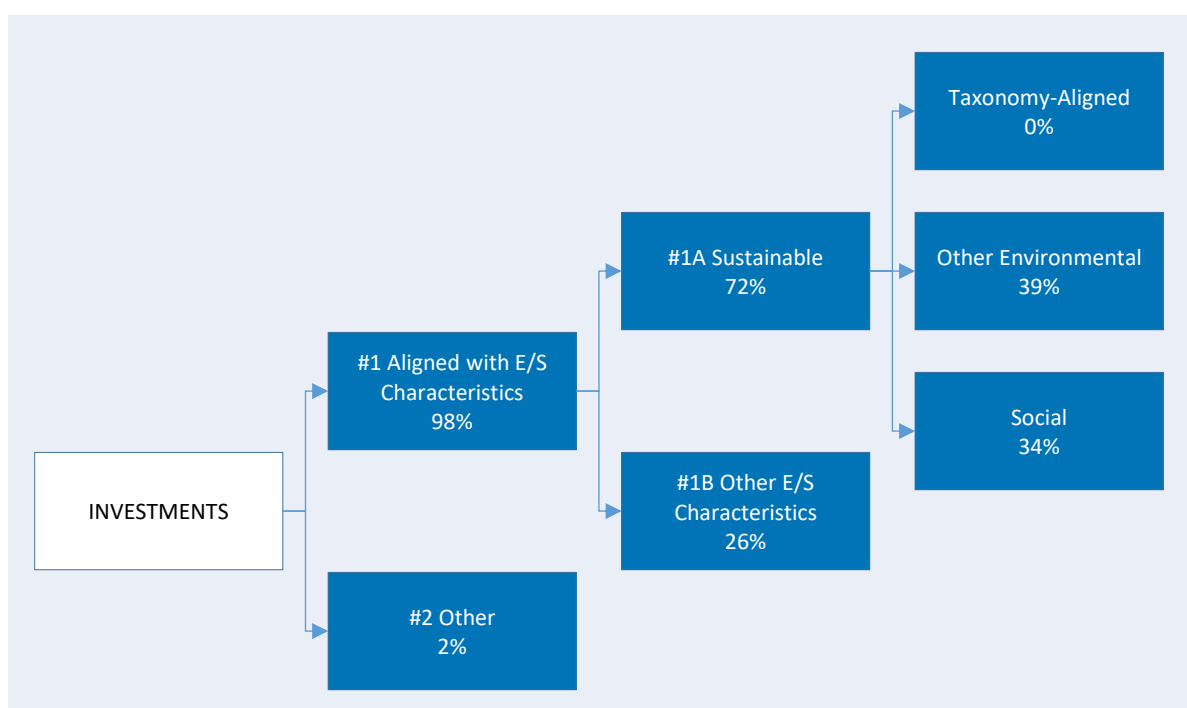 INVESTMENTS
#1 Aligned with E/S
Characteristics
98%
#2 Other
2%
#1A Sustainable
72%
#1B Other E/S
Characteristics
26%
Taxonomy-Aligned
0%
Other Environmental
39%
Social
34%